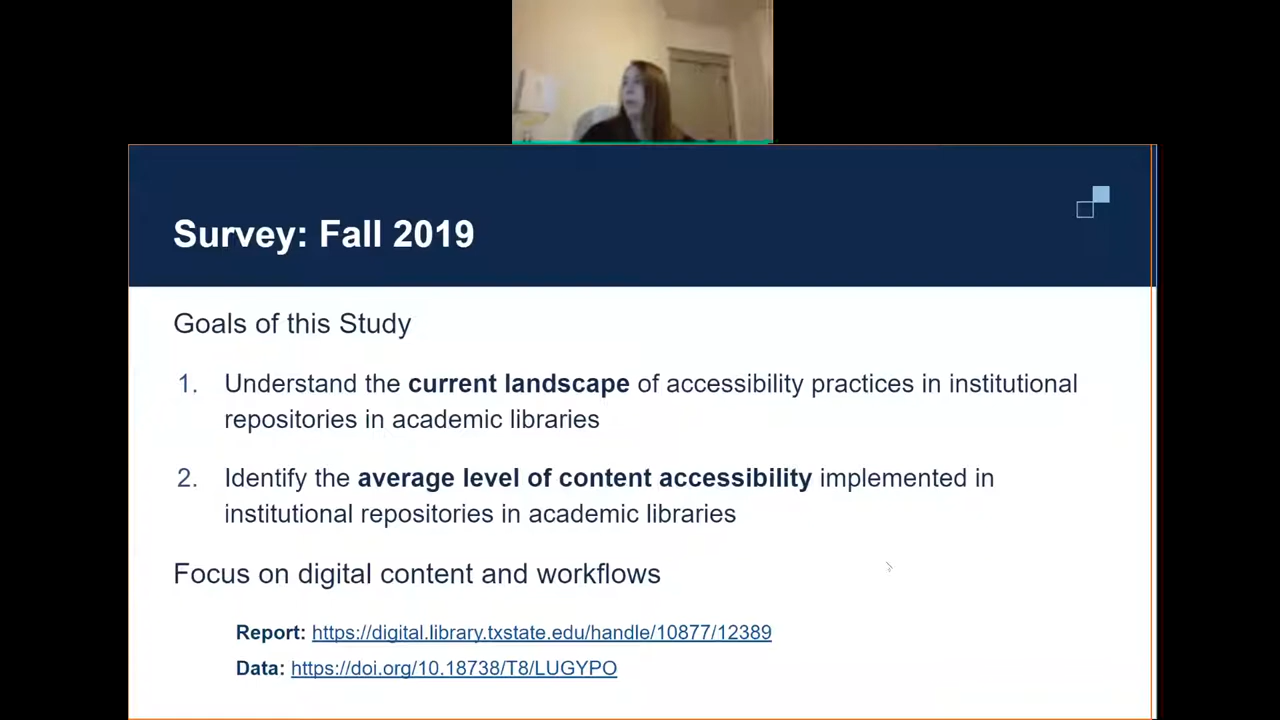 Survey: Fall 2019
Goals of this Study
1. Understand the current landscape of accessibility practices in institutional
repositories in academic libraries
2. Identify the average level of content accessibility implemented in
institutional repositories in academic libraries
Focus on digital content and workflows
Report: https://digital.library.txstate.edu/handle/10877/12389
Data: https://doi.org/10.18738/T8/LUGYPO